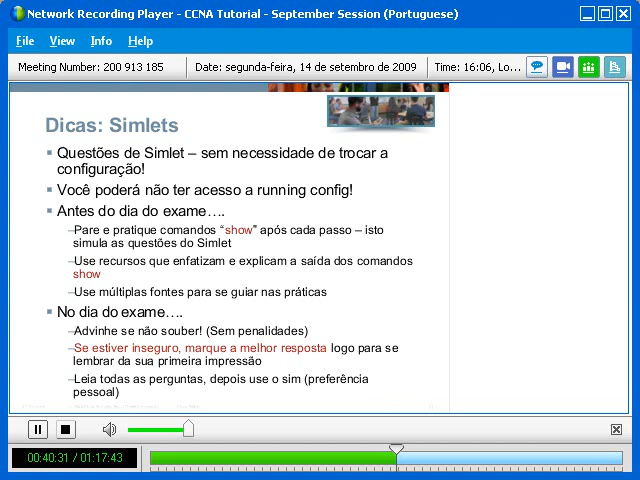 Network Recording Player - CCNA Tutorial - September Session (Portuguese)
File View Info Help
Meeting Number: 200 913 185 Date: segunda-feira, 14 de setembro de 2009 Time: 16:06, Lo...
Dicas: Simlets
Questões de Simlet – sem necessidade de trocar a
configuração!
Você poderá não ter acesso a running config!
Antes do dia do exame….
–Pare e pratique comandos “show” após cada passo – isto
simula as questões do Simlet
–Use recursos que enfatizam e explicam a saída dos comandos
show
–Use múltiplas fontes para se guiar nas práticas
No dia do exame….
–Advinhe se não souber! (Sem penalidades)
–Se estiver inseguro, marque a melhor resposta logo para se
lembrar da sua primeira impressão
–Leia todas as perguntas, depois use o sim (preferência
pessoal)
00:40:31 / 01:17:43